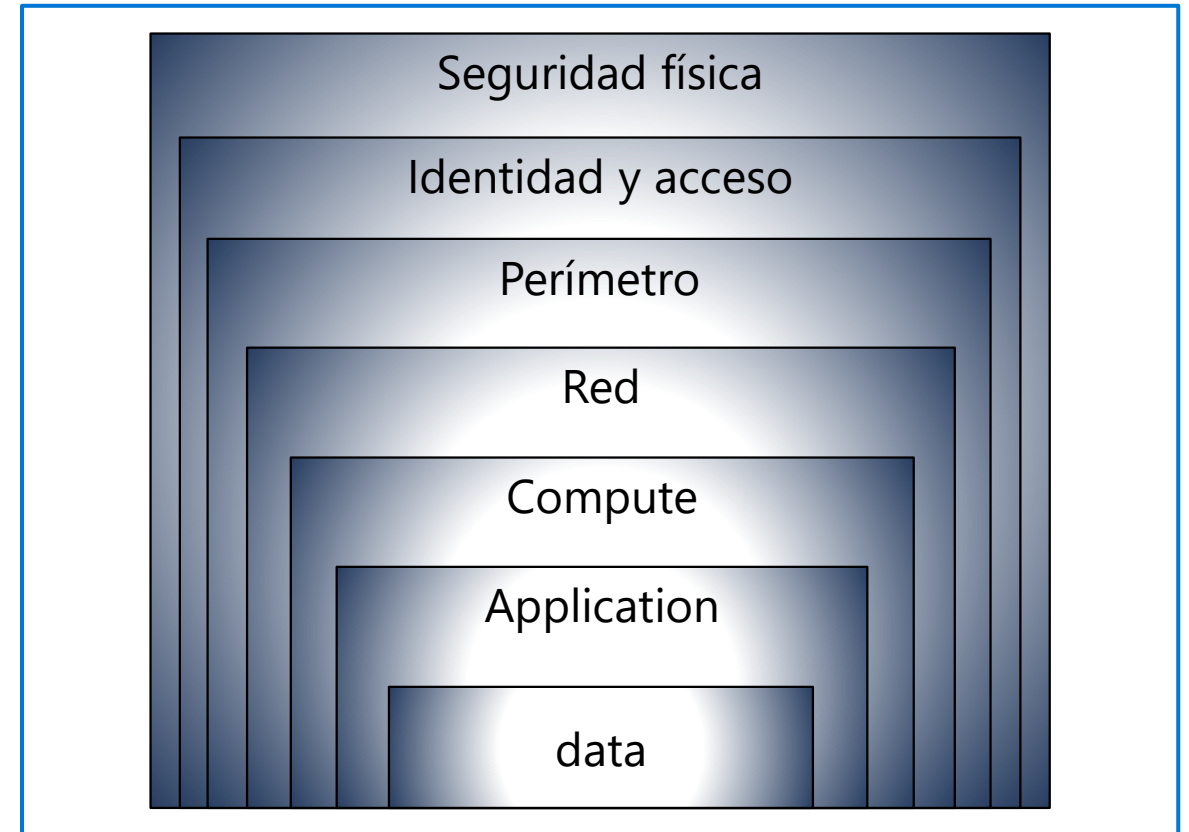 Seguridad física
Identidad y acceso
Perímetro
Red
Compute
Application
data